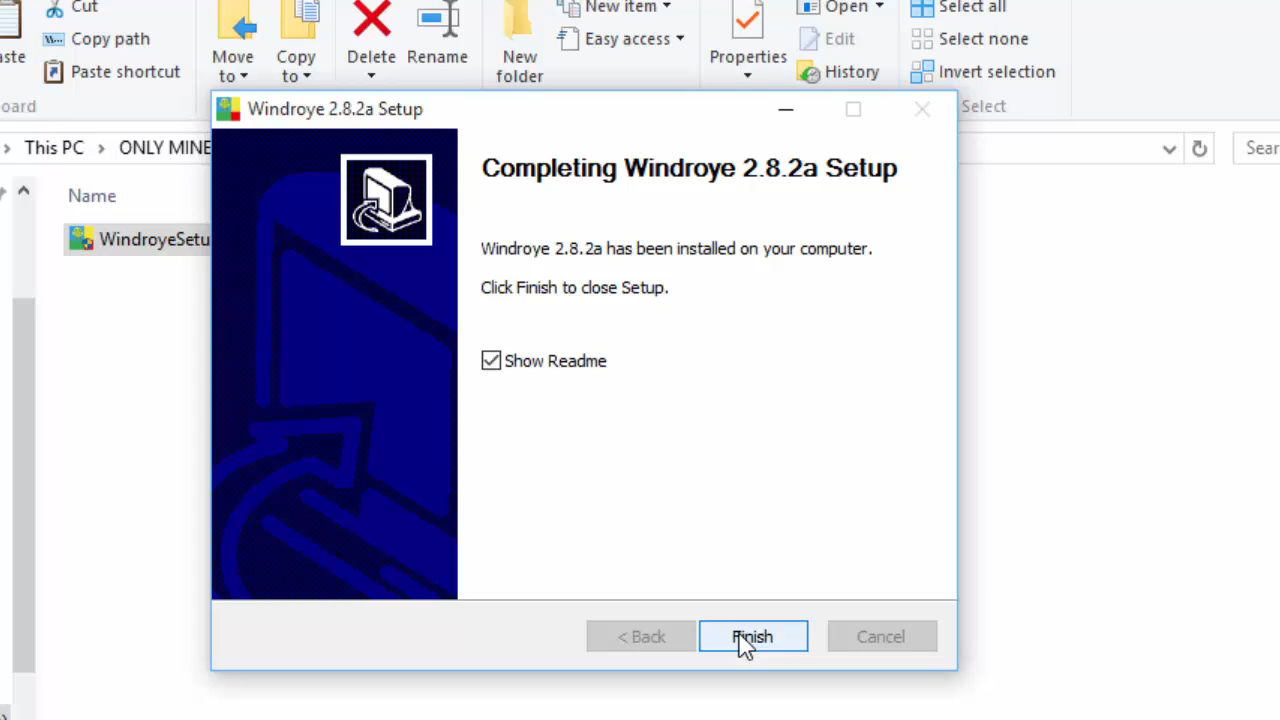 Cut
Copy path
Paste shortcut
Move to
Copy to
Delete
Rename
New folder
New item
Easy access
Properties
Open
Edit
History
Select all
Select none
Invert selection
Select
Windroye 2.8.2a Setup
This PC > ONLY MINE
Name
Completing Windroye 2.8.2a Setup
Windroye 2.8.2a has been installed on your computer.
Click Finish to close Setup.
Show Readme
< Back
Finish
Cancel